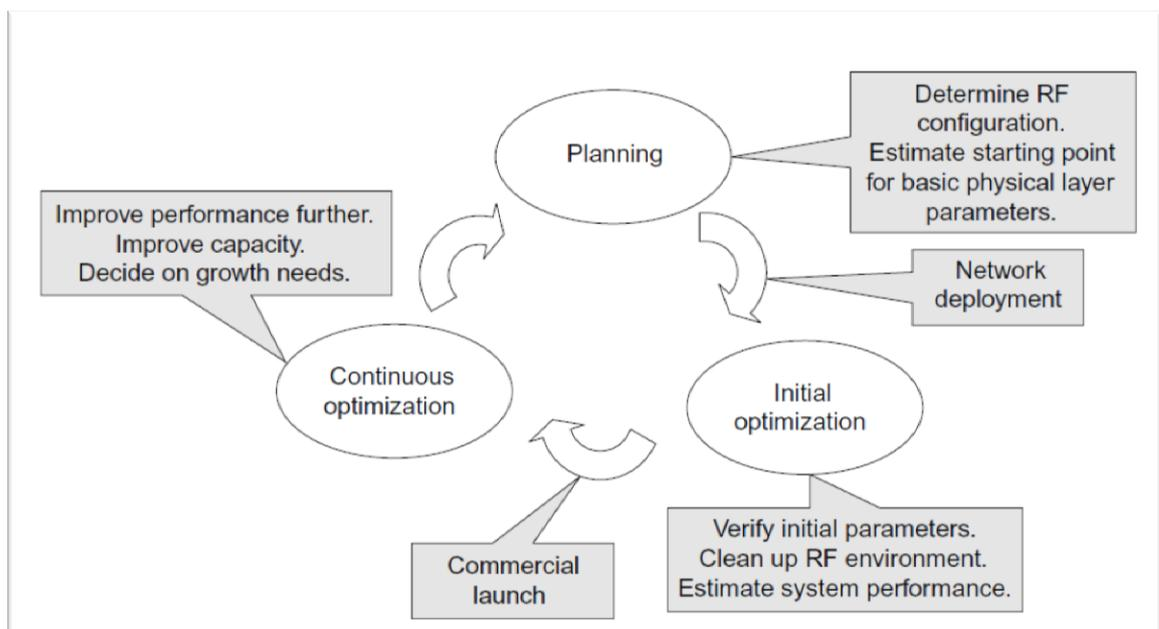 Planning
Determine RF
configuration.
Estimate starting point
for basic physical layer
parameters.
Improve performance further.
Improve capacity.
Decide on growth needs.
Network
deployment
Continuous
optimization
Initial
optimization
Commercial
launch
Verify initial parameters.
Clean up RF environment.
Estimate system performance.